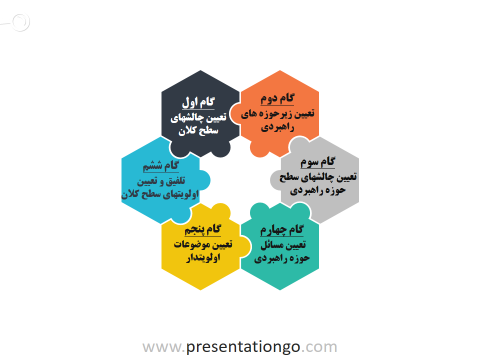 گام اول
تعیین چالشهای
سطح کلان
گام دوم
تعیین زیرحوزه های
راهبردی
گام سوم
تعیین چالشهای سطح
حوزه راهبردی
گام چهارم
تعیین مسائل
حوزه راهبردی
گام پنجم
تعیین موضوعات
اولویتدار
گام ششم
تلفیق و تعیین
اولویتهای سطح کلان
www.presentationgo.com